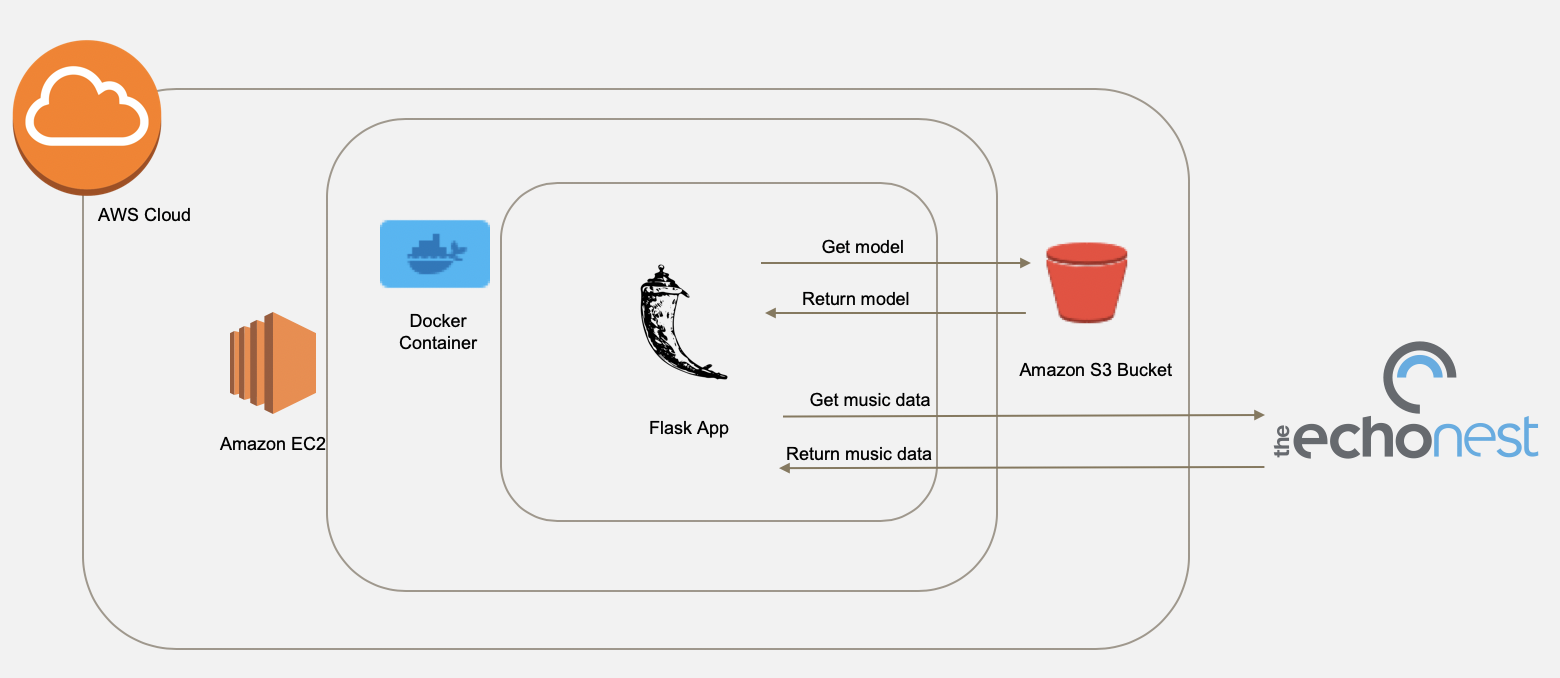 AWS Cloud
Get model
Return model
Docker
Container
Amazon S3 Bucket
Get music data
Flask App
Amazon EC2
Return music data
the echonest